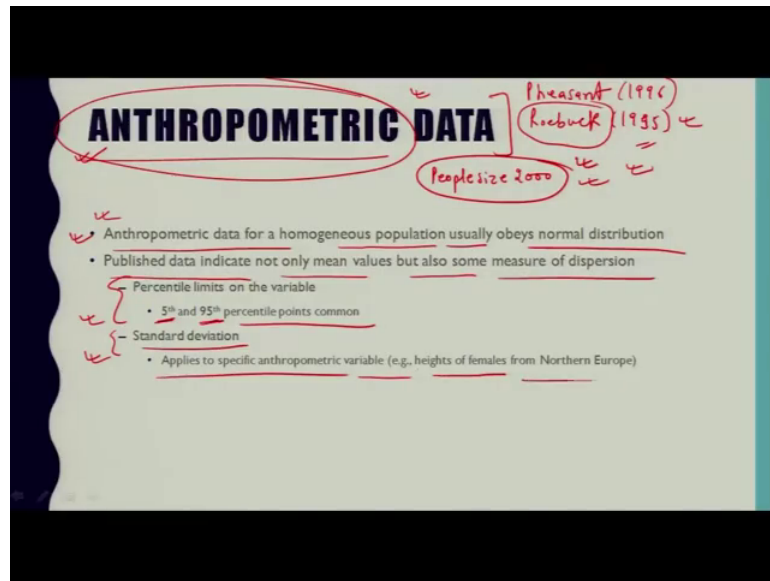 Pheasant (1996)
ANTHROPOMETRIC DATA
Roebuck (1995)
Peoplesize 2000
• Anthropometric data for a homogeneous population usually obeys normal distribution
• Published data indicate not only mean values but also some measure of dispersion
– Percentile limits on the variable
• 5th and 95th percentile points common
– Standard deviation
• Applies to specific anthropometric variable (e.g., heights of females from Northern Europe)